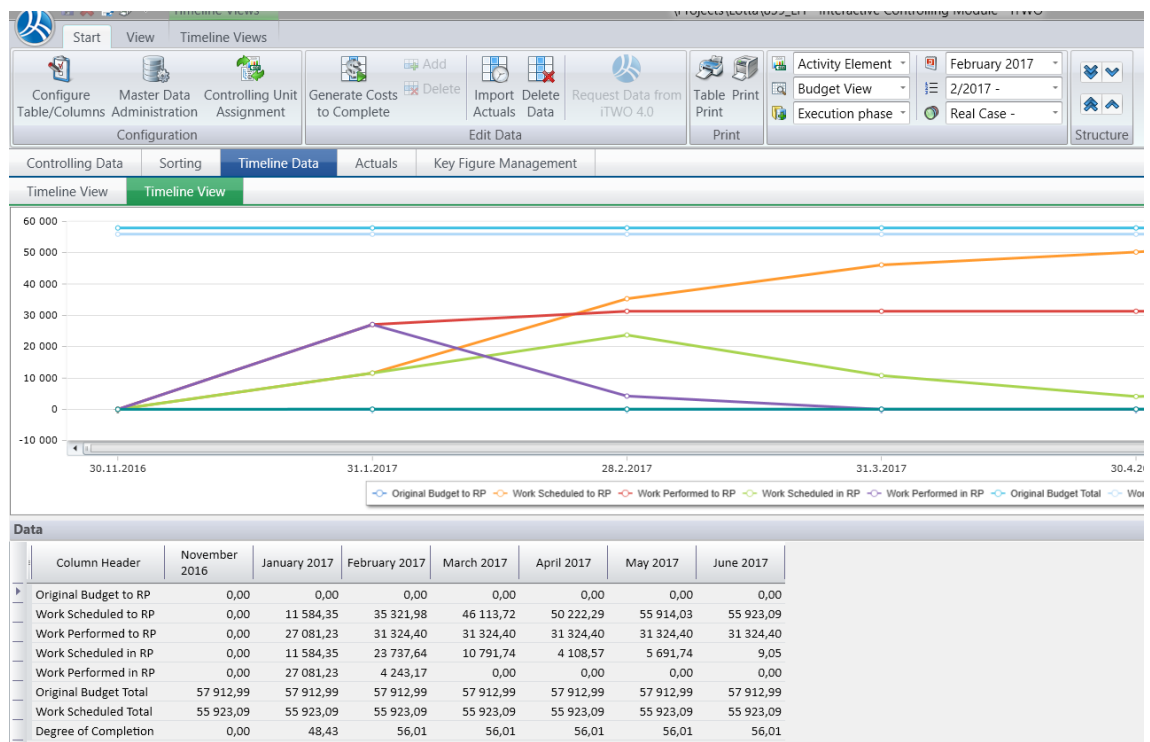 Timeline Views
\Projects\Lotta\ - Interactive Controlling Module - iTWO
Start View Timeline Views
Configure Table/Columns
Master Data Administration
Controlling Unit Assignment
Configuration
Generate Costs to Complete
Add
Delete
Import Actuals
Delete Data
Request Data from iTWO 4.0
Edit Data
Table Print
Print
Print
Activity Element
Budget View
Execution phase
February 2017
2/2017 -
Real Case -
Structure
Controlling Data Sorting Timeline Data Actuals Key Figure Management
Timeline View Timeline View
60 000
50 000
40 000
30 000
20 000
10 000
0
-10 000
30.11.2016 31.1.2017 28.2.2017 31.3.2017 30.4.2
Original Budget to RP Work Scheduled to RP Work Performed to RP Work Scheduled in RP Work Performed in RP Original Budget Total Wor
Data
Column Header November 2016 January 2017 February 2017 March 2017 April 2017 May 2017 June 2017
Original Budget to RP 0,00 0,00 0,00 0,00 0,00 0,00 0,00
Work Scheduled to RP 0,00 11 584,35 35 321,98 46 113,72 50 222,29 55 914,03 55 923,09
Work Performed to RP 0,00 27 081,23 31 324,40 31 324,40 31 324,40 31 324,40 31 324,40
Work Scheduled in RP 0,00 11 584,35 23 737,64 10 791,74 4 108,57 5 691,74 9,05
Work Performed in RP 0,00 27 081,23 4 243,17 0,00 0,00 0,00 0,00
Original Budget Total 57 912,99 57 912,99 57 912,99 57 912,99 57 912,99 57 912,99 57 912,99
Work Scheduled Total 55 923,09 55 923,09 55 923,09 55 923,09 55 923,09 55 923,09 55 923,09
Degree of Completion 0,00 48,43 56,01 56,01 56,01 56,01 56,01